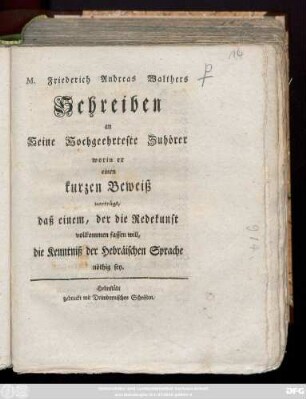 M. Friederich Andreas Walthers
Schreiben
an
Seine Hochgeehrteste Zuhörer
worin er
einen
kurzen Beweiß
vorträgt,
daß einem, der die Redekunst
vollkommen fassen will,
die Kenntniß der Hebräischen Sprache
nöthig sey.
Helmstädt
gedruckt mit Drimbornischen Schriften.
14